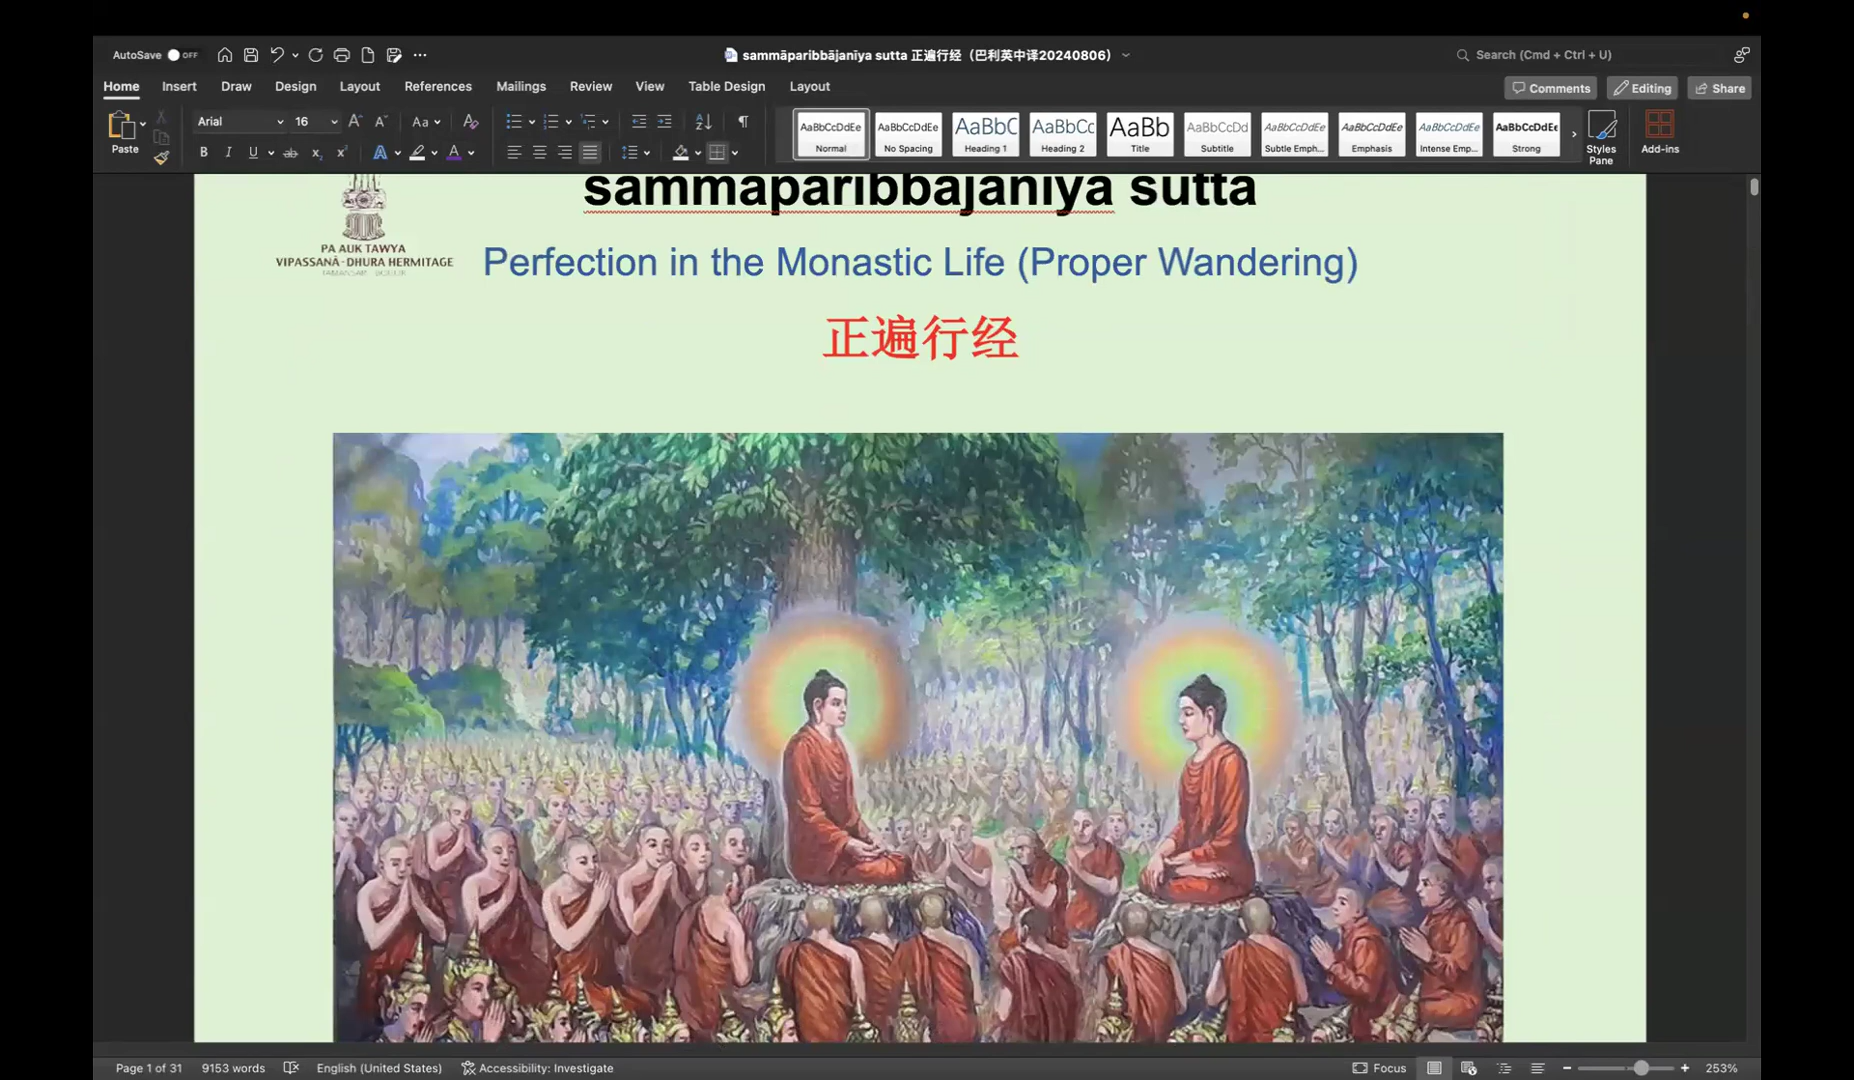 AutoSave OFF
sammāparibbājanīya sutta 正遍行经（巴利英中译20240806）
Search (Cmd + Ctrl + U)
Home Insert Draw Design Layout References Mailings Review View Table Design Layout
Comments Editing Share
Paste
Arial 16
AaBbCcDdEe Normal
AaBbCcDdEe No Spacing
AaBbC Heading 1
AaBbCc Heading 2
AaBb Title
AaBbCcDd Subtitle
AaBbCcDdEe Subtle Emph...
AaBbCcDdEe Emphasis
AaBbCcDdEe Intense Emp...
AaBbCcDdEe Strong
Styles Pane
Add-ins
sammāparibbājanīya sutta
PA AUK TAWYA
VIPASSANĀ-DHURA HERMITAGE
Perfection in the Monastic Life (Proper Wandering)
正遍行经
Page 1 of 31 9153 words English (United States) Accessibility: Investigate Focus 253%